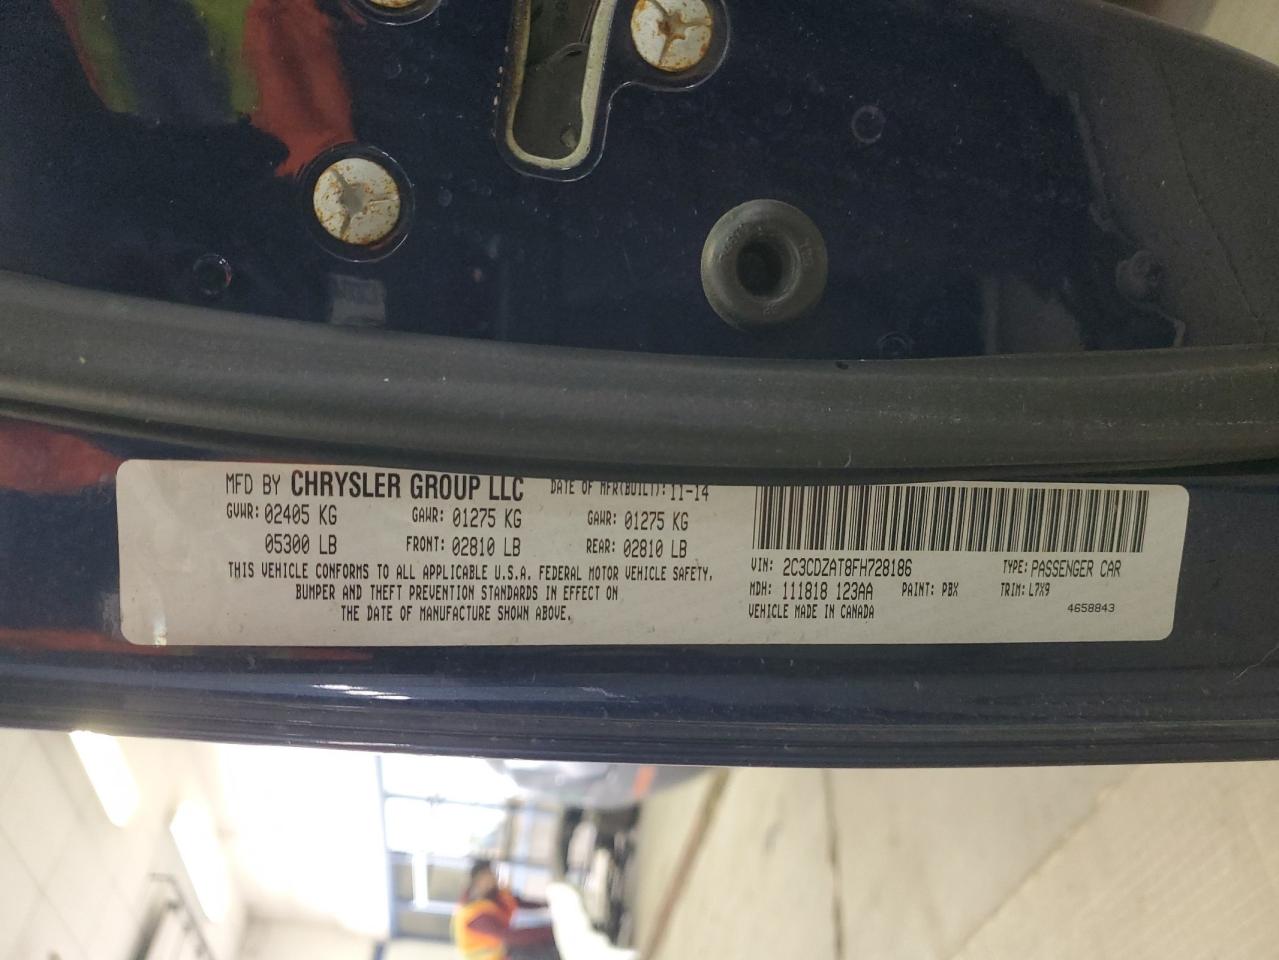 MFD BY CHRYSLER GROUP LLC DATE OF MFR(BUILT): 11-14
GVWR: 02405 KG GAWR: 01275 KG GAWR: 01275 KG
05300 LB FRONT: 02810 LB REAR: 02810 LB
THIS VEHICLE CONFORMS TO ALL APPLICABLE U.S.A. FEDERAL MOTOR VEHICLE SAFETY,
BUMPER AND THEFT PREVENTION STANDARDS IN EFFECT ON
THE DATE OF MANUFACTURE SHOWN ABOVE.
VIN: 2C3CDZAT8FH728186 TYPE: PASSENGER CAR
MDH: 111818 123AA PAINT: PBX TRIM: L7X9
VEHICLE MADE IN CANADA 4658843